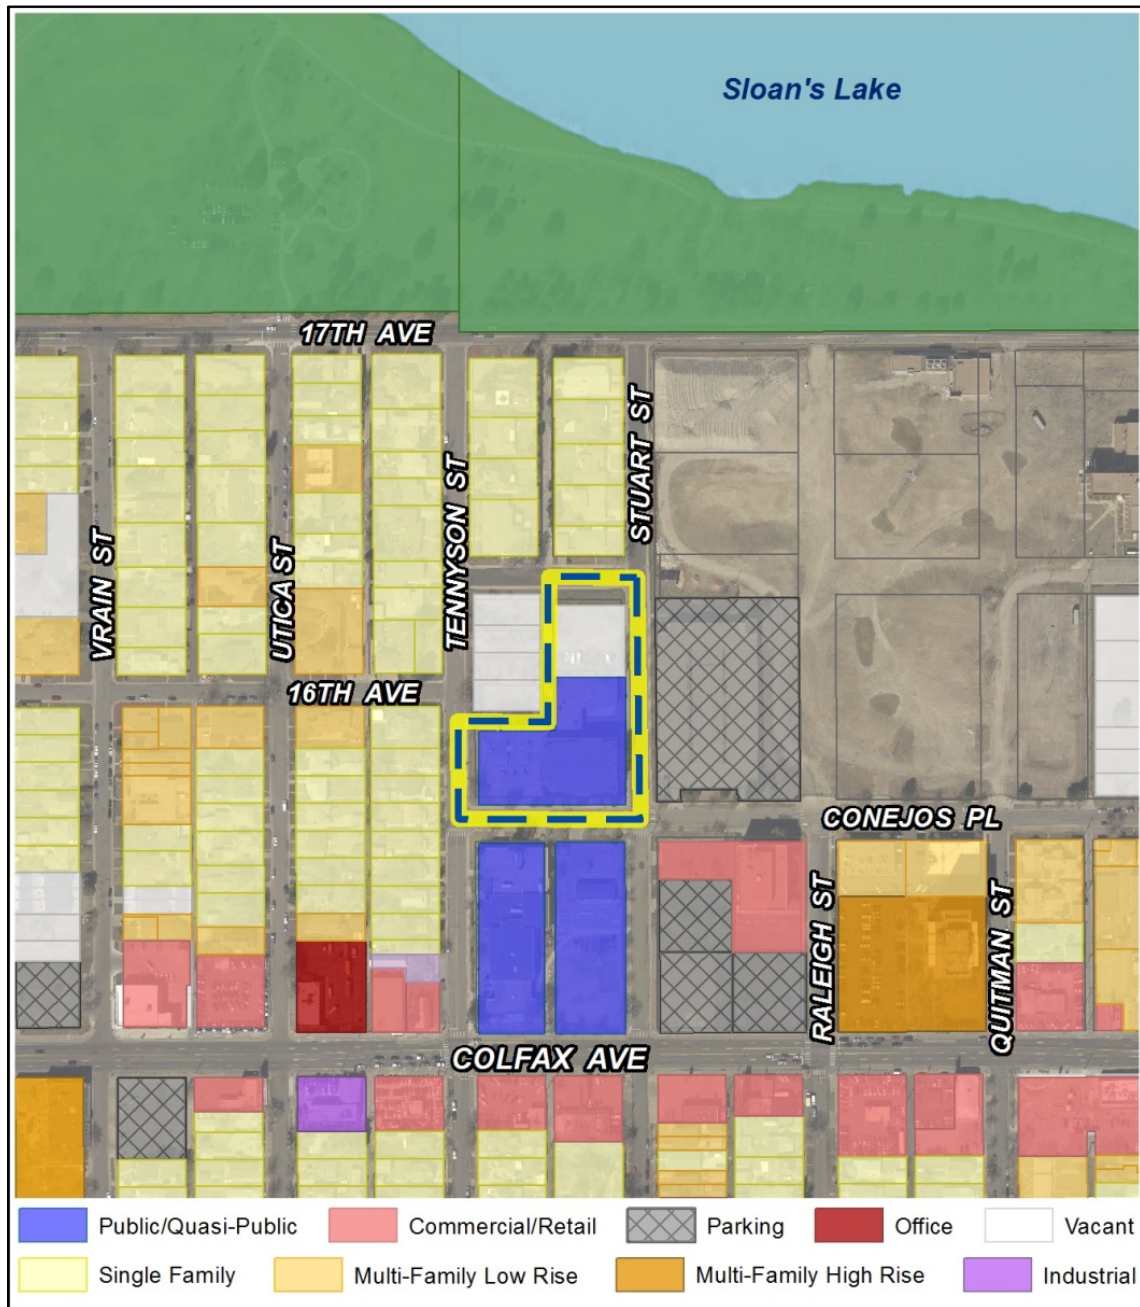 Sloan's Lake
17TH AVE
STUART ST
TENNYSON ST
VRAIN ST
UTICA ST
16TH AVE
CONEJOS PL
RALEIGH ST
QUITMAN ST
COLFAX AVE
Public/Quasi-Public
Commercial/Retail
Parking
Office
Vacant
Single Family
Multi-Family Low Rise
Multi-Family High Rise
Industrial